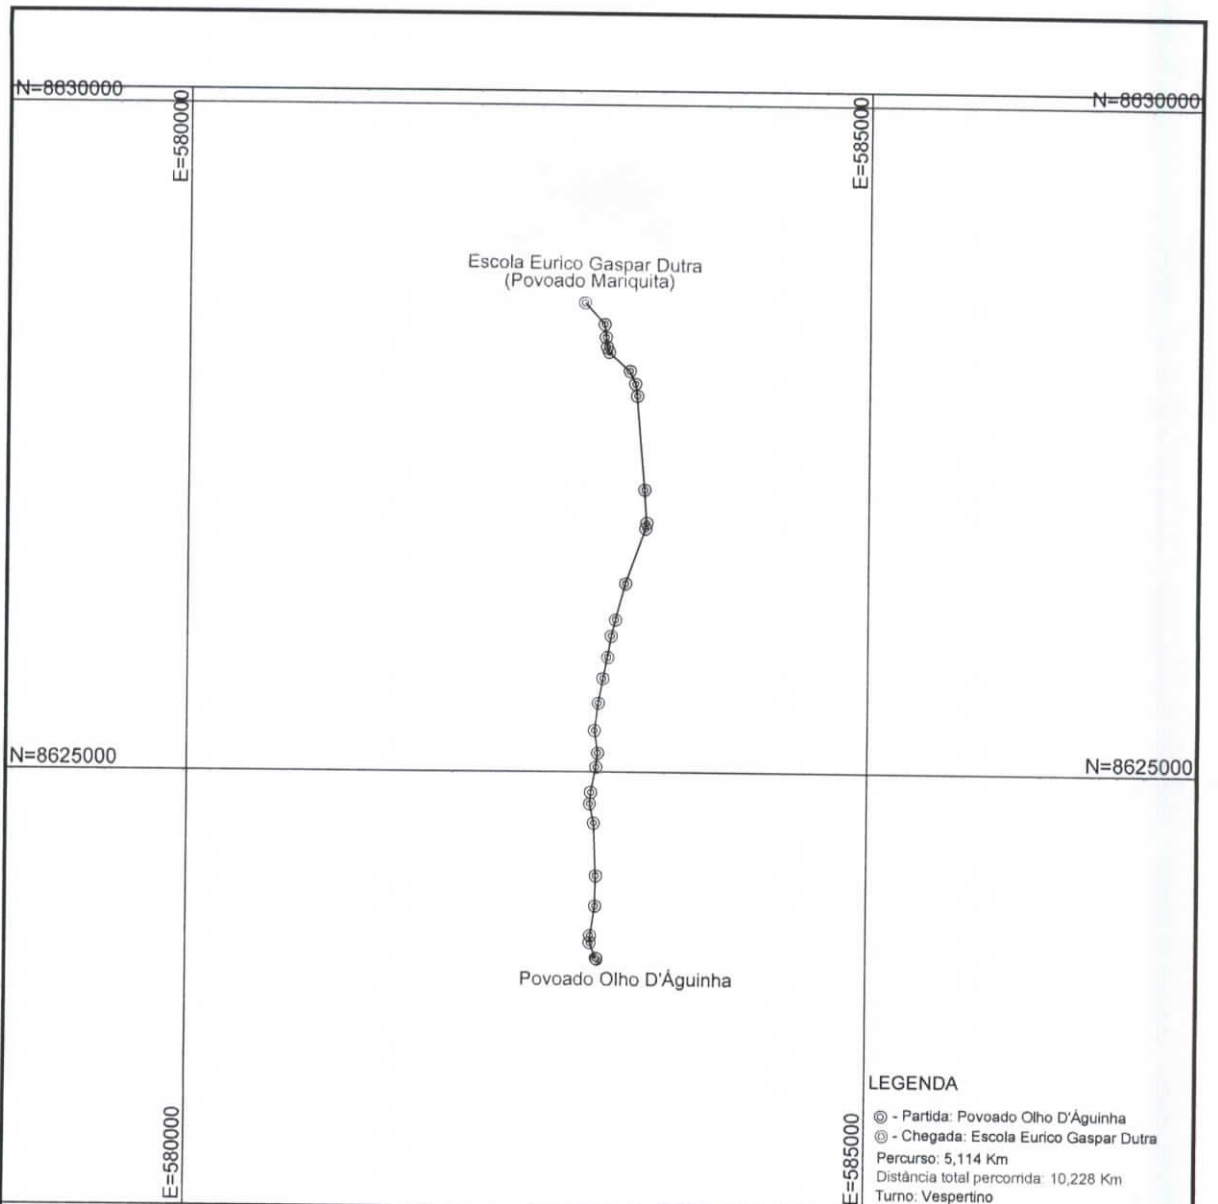 N=8630000
N=8630000
E=580000
E=585000
Escola Eurico Gaspar Dutra
(Povoado Mariquita)
N=8625000
N=8625000
Povoado Olho D'Águinha
E=580000
E=585000
LEGENDA
◎ - Partida: Povoado Olho D'Águinha
◎ - Chegada: Escola Eurico Gaspar Dutra
Percurso: 5,114 Km
Distância total percorrida: 10,228 Km
Turno: Vespertino